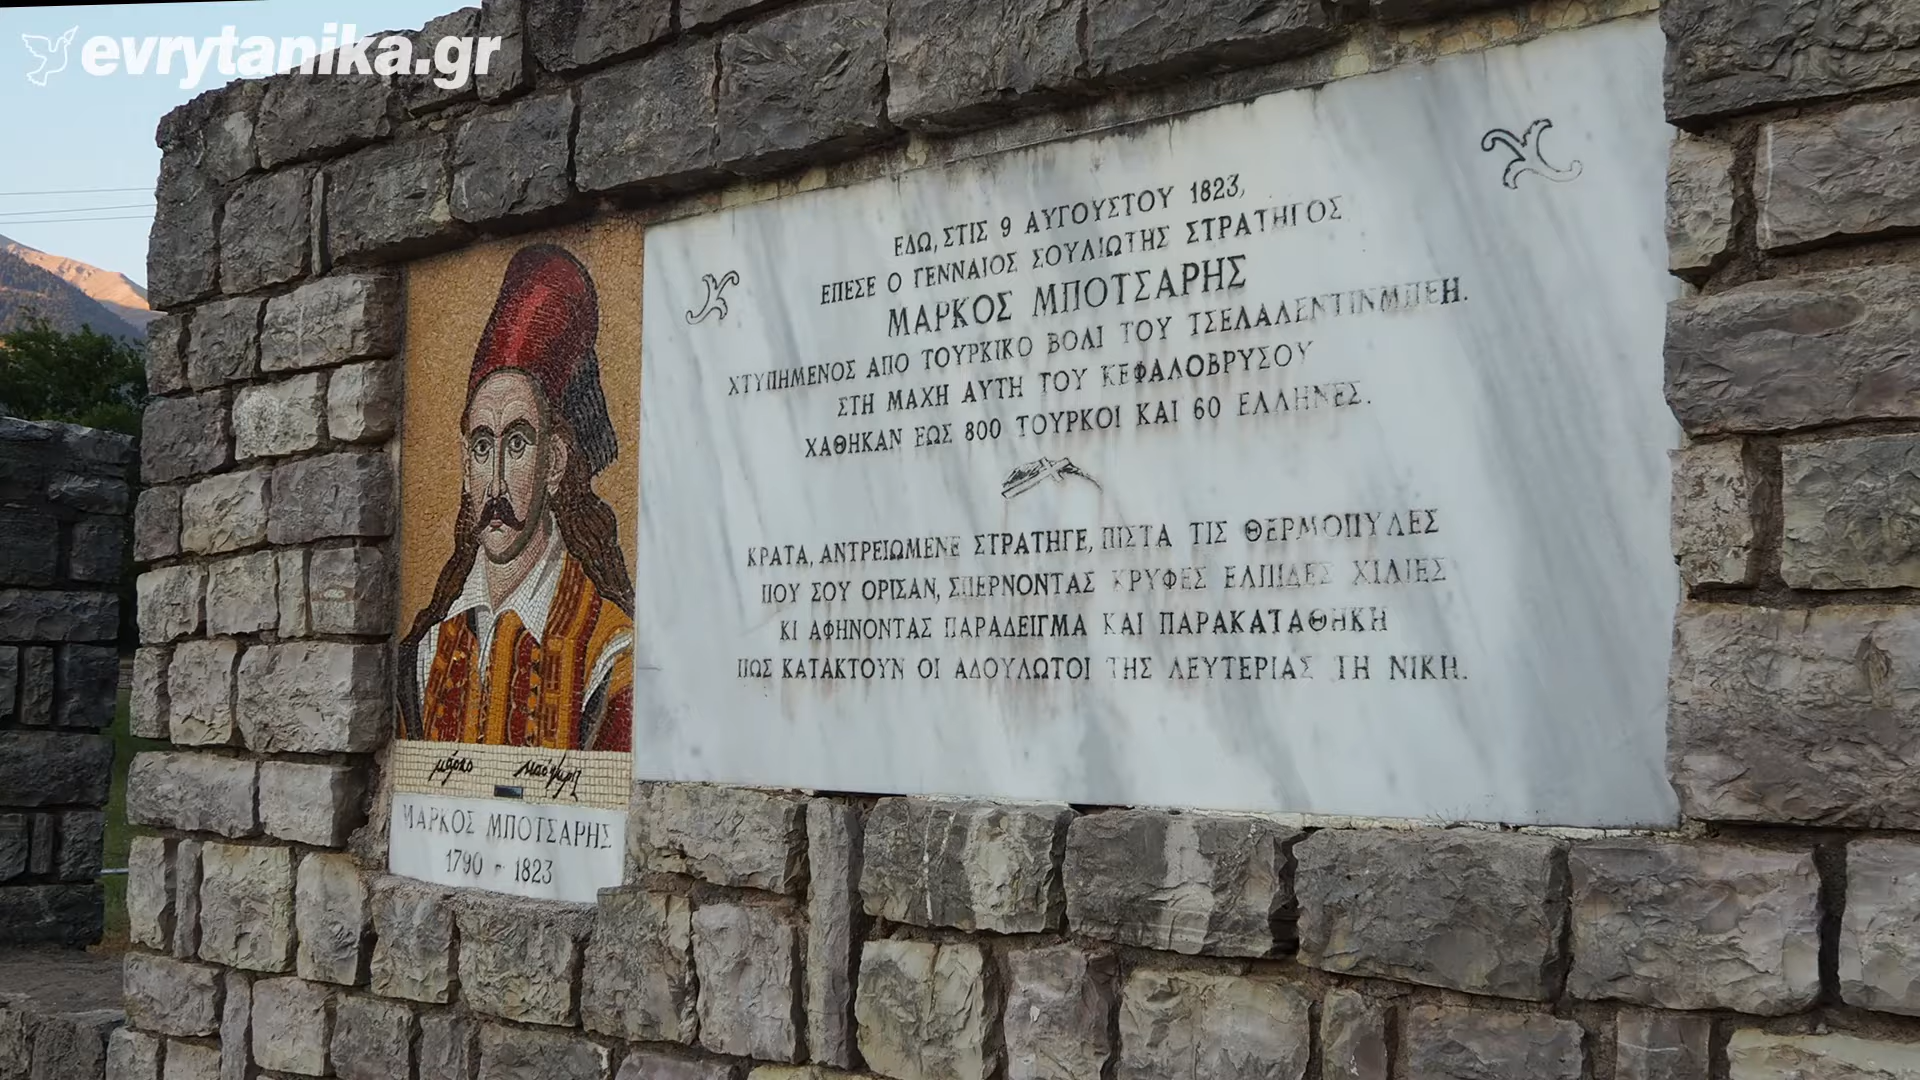 evrytanika.gr
ΕΔΩ, ΣΤΙΣ 9 ΑΥΓΟΥΣΤΟΥ 1823,
ΕΠΕΣΕ Ο ΓΕΝΝΑΙΟΣ ΣΟΥΛΙΩΤΗΣ ΣΤΡΑΤΗΓΟΣ
ΜΑΡΚΟΣ ΜΠΟΤΣΑΡΗΣ
ΧΤΥΠΗΜΕΝΟΣ ΑΠΟ ΤΟΥΡΚΙΚΟ ΒΟΛΙ ΤΟΥ ΤΣΕΛΑΛΕΝΤΙΝΜΠΕΗ.
ΣΤΗ ΜΑΧΗ ΑΥΤΗ ΤΟΥ ΚΕΦΑΛΟΒΡΥΣΟΥ
ΧΑΘΗΚΑΝ ΕΩΣ 800 ΤΟΥΡΚΟΙ ΚΑΙ 60 ΕΛΛΗΝΕΣ.
ΚΡΑΤΑ, ΑΝΤΡΕΙΩΜΕΝΕ ΣΤΡΑΤΗΓΕ, ΠΙΣΤΑ ΤΙΣ ΘΕΡΜΟΠΥΛΕΣ
ΠΟΥ ΣΟΥ ΟΡΙΣΑΝ, ΣΠΕΡΝΟΝΤΑΣ ΚΡΥΦΕΣ ΕΛΠΙΔΕΣ ΧΙΛΙΕΣ
ΚΙ ΑΦΗΝΟΝΤΑΣ ΠΑΡΑΔΕΙΓΜΑ ΚΑΙ ΠΑΡΑΚΑΤΑΘΗΚΗ
ΠΩΣ ΚΑΤΑΚΤΟΥΝ ΟΙ ΑΔΟΥΛΩΤΟΙ ΤΗΣ ΛΕΥΤΕΡΙΑΣ ΤΗ ΝΙΚΗ.
ΜΑΡΚΟΣ ΜΠΟΤΣΑΡΗΣ
1790 - 1823